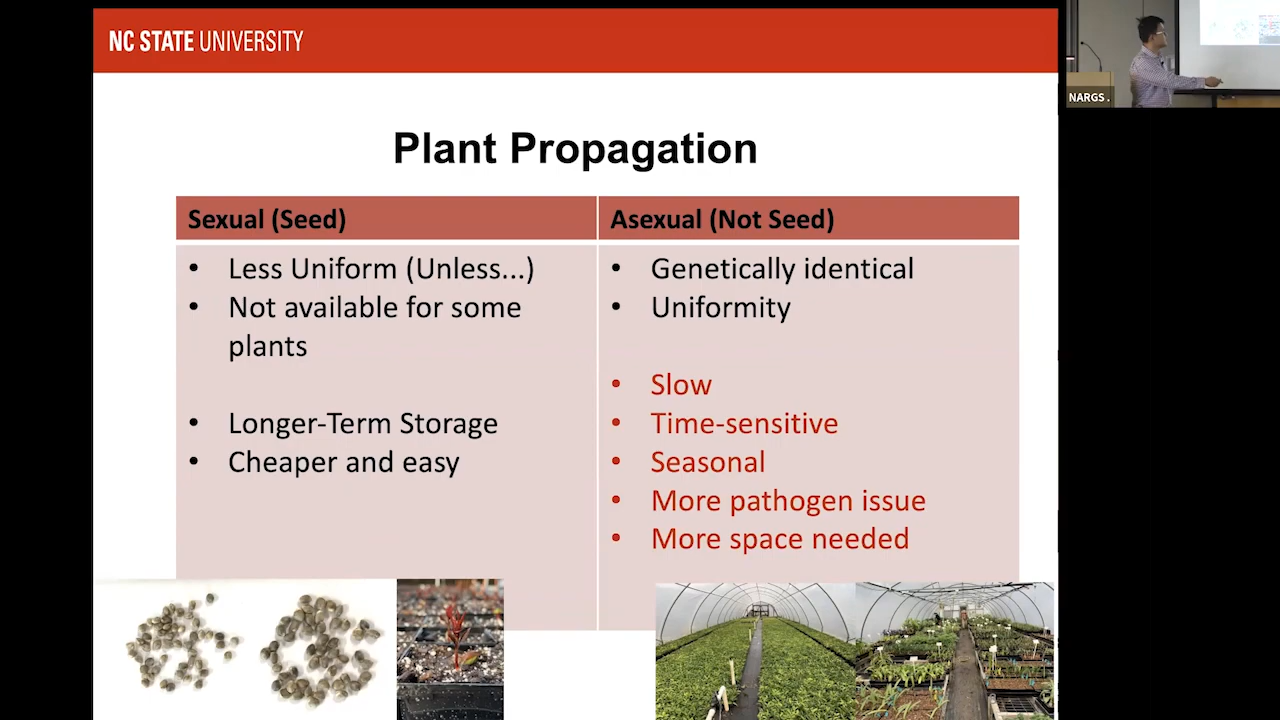 NC STATE UNIVERSITY
NARGS .
Plant Propagation
Sexual (Seed)
Less Uniform (Unless...)
Not available for some
plants
Longer-Term Storage
Cheaper and easy
Asexual (Not Seed)
Genetically identical
Uniformity
Slow
Time-sensitive
Seasonal
More pathogen issue
More space needed